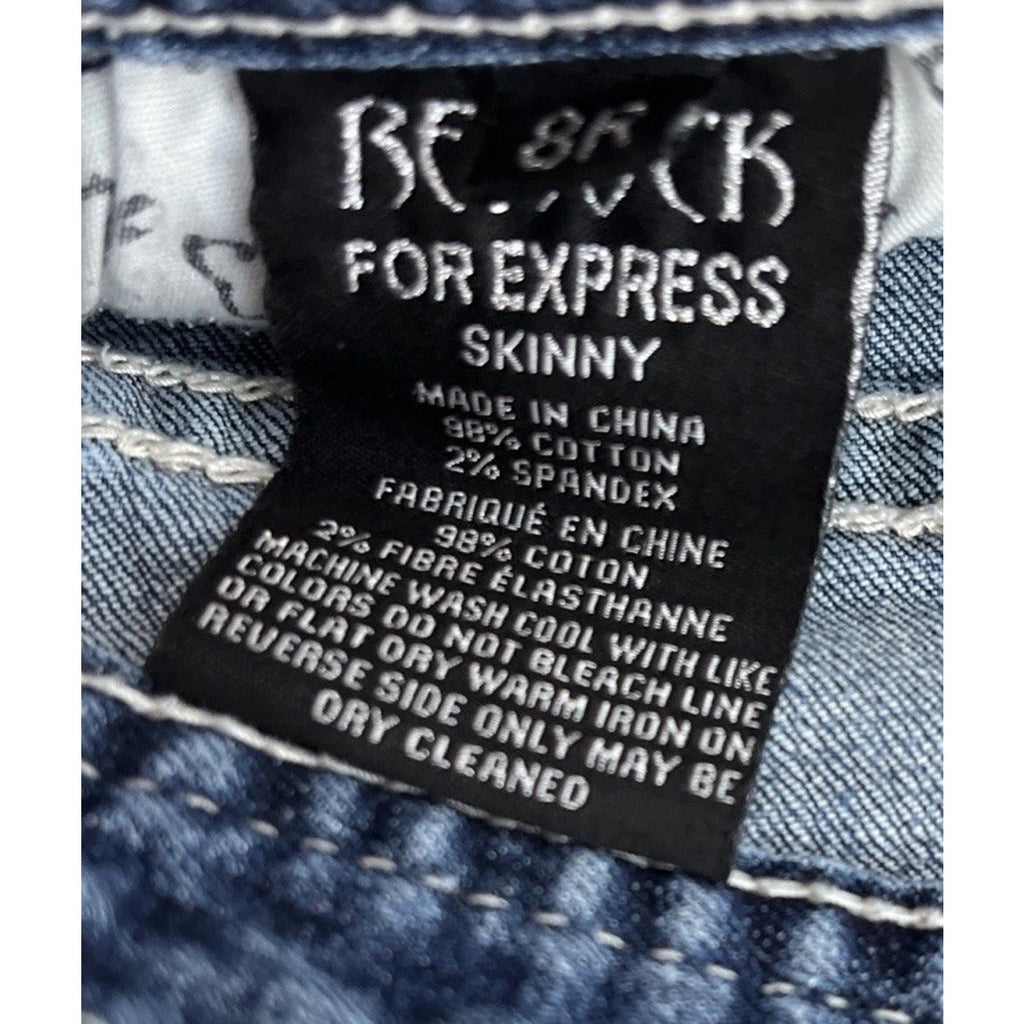 8R
FOR EXPRESS
SKINNY
MADE IN CHINA
98% COTTON
2% SPANDEX
FABRIQUÉ EN CHINE
98% COTON
2% FIBRE ÉLASTHANNE
MACHINE WASH COOL WITH LIKE
COLORS DO NOT BLEACH LINE
OR FLAT DRY WARM IRON ON
REVERSE SIDE ONLY MAY BE
DRY CLEANED